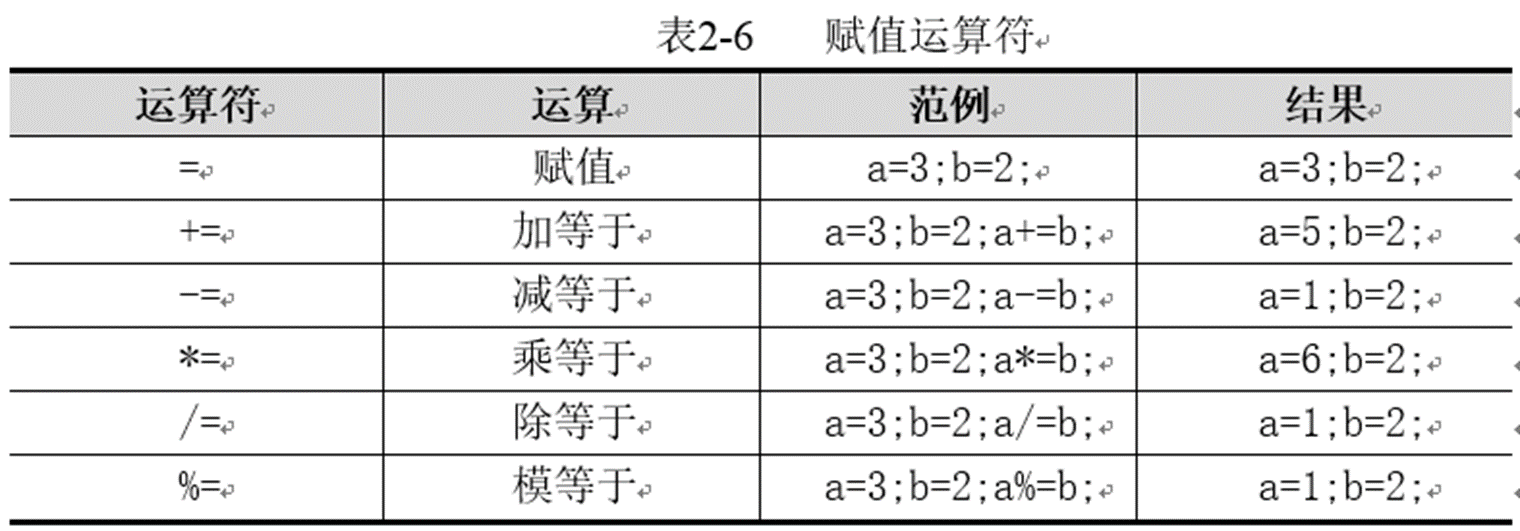 表2-6 赋值运算符
运算符 运算 范例 结果
= 赋值 a=3;b=2; a=3;b=2;
+= 加等于 a=3;b=2;a+=b; a=5;b=2;
-= 减等于 a=3;b=2;a-=b; a=1;b=2;
*= 乘等于 a=3;b=2;a*=b; a=6;b=2;
/= 除等于 a=3;b=2;a/=b; a=1;b=2;
%= 模等于 a=3;b=2;a%=b; a=1;b=2;